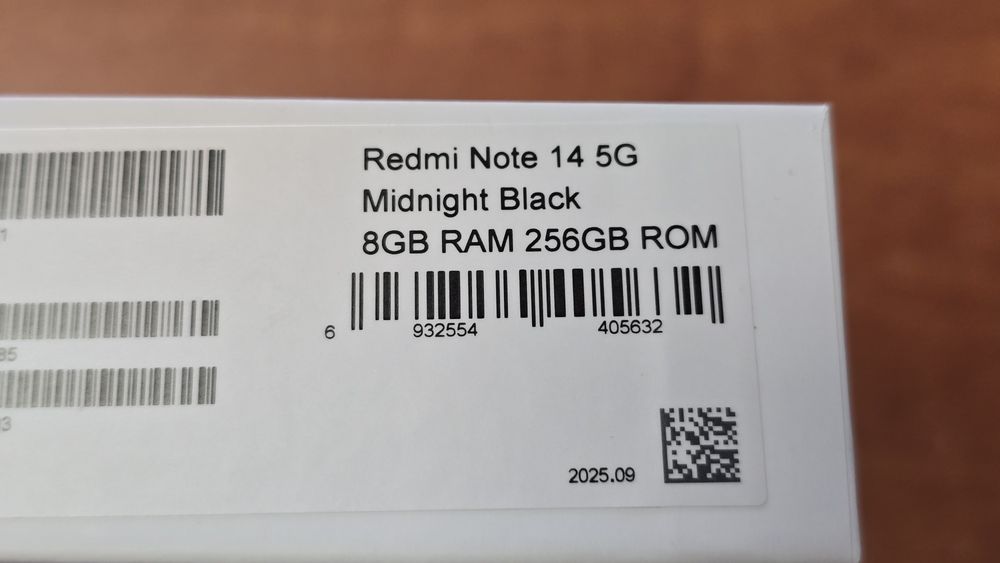 Redmi Note 14 5G
Midnight Black
8GB RAM 256GB ROM
6 932554 405632
2025.09